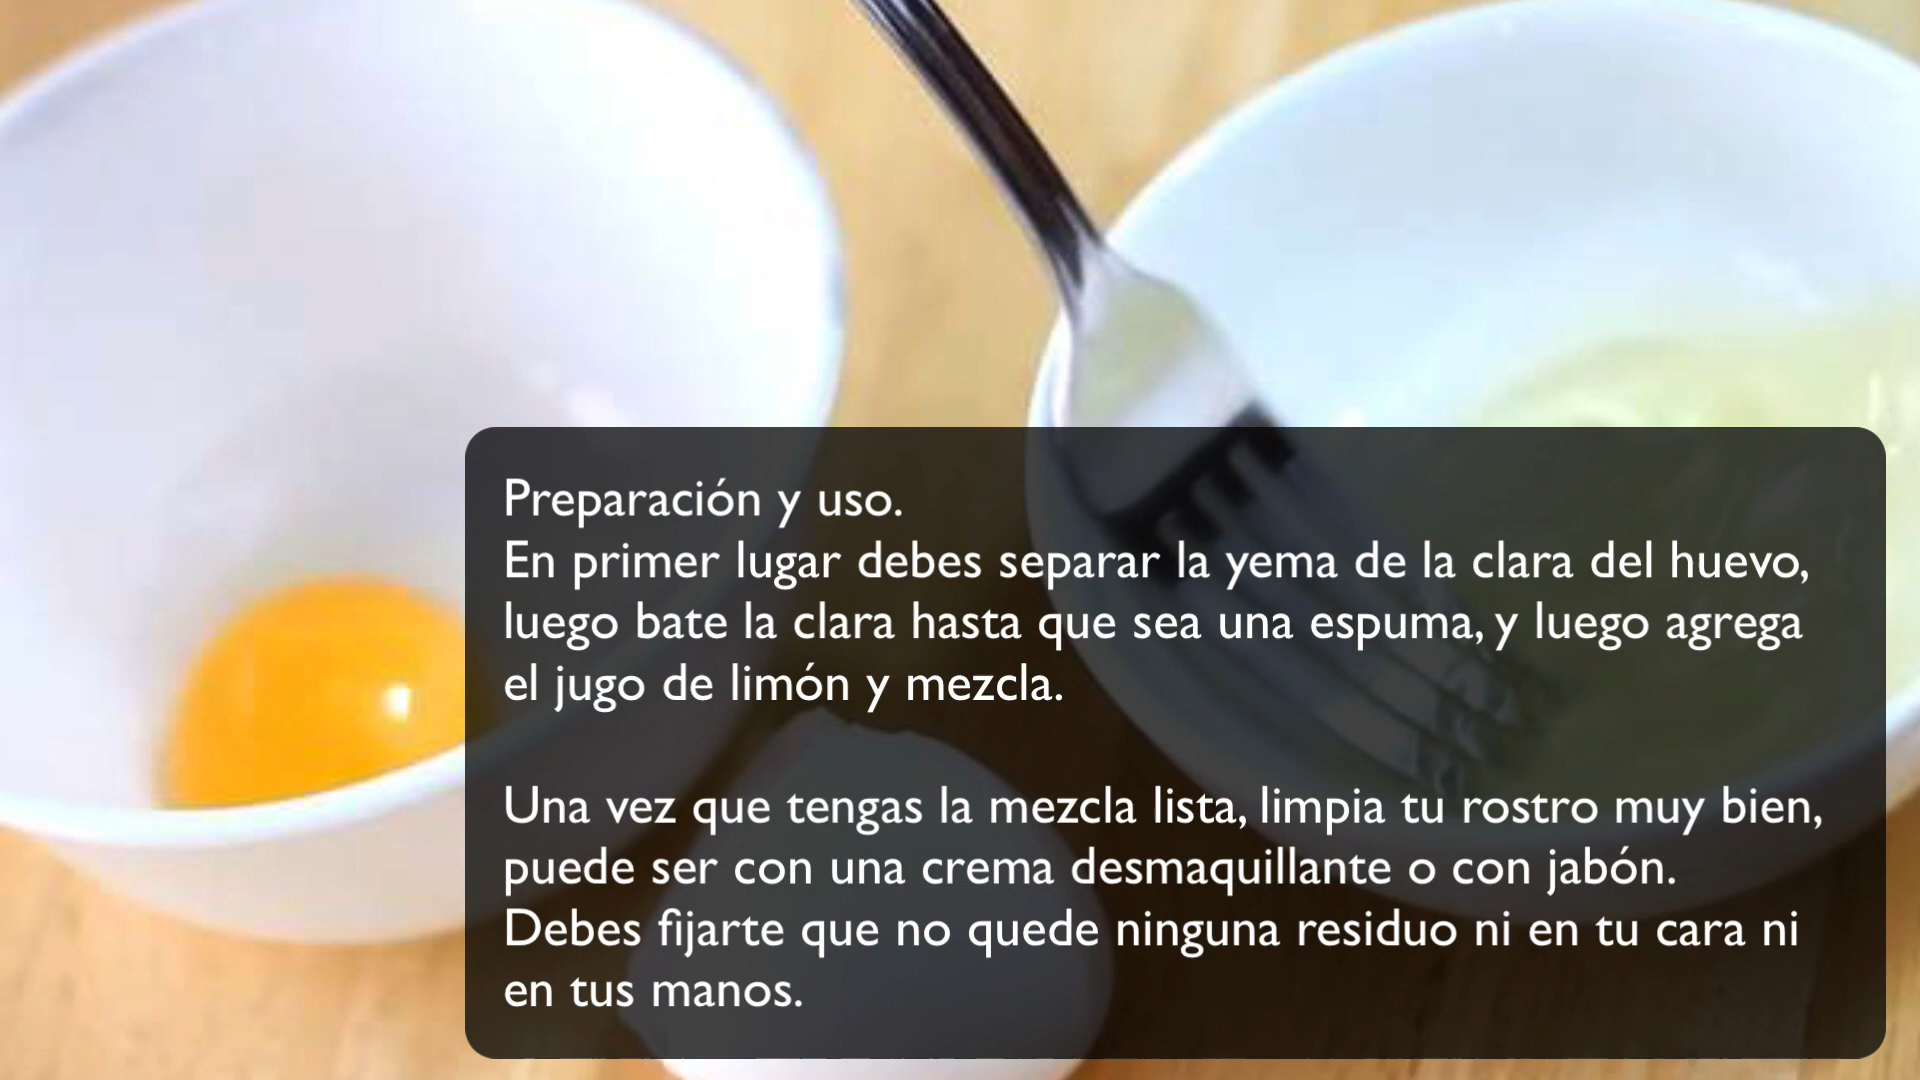 Preparación y uso.
En primer lugar debes separar la yema de la clara del huevo,
luego bate la clara hasta que sea una espuma, y luego agrega
el jugo de limón y mezcla.
Una vez que tengas la mezcla lista, limpia tu rostro muy bien,
puede ser con una crema desmaquillante o con jabón.
Debes fijarte que no quede ninguna residuo ni en tu cara ni
en tus manos.